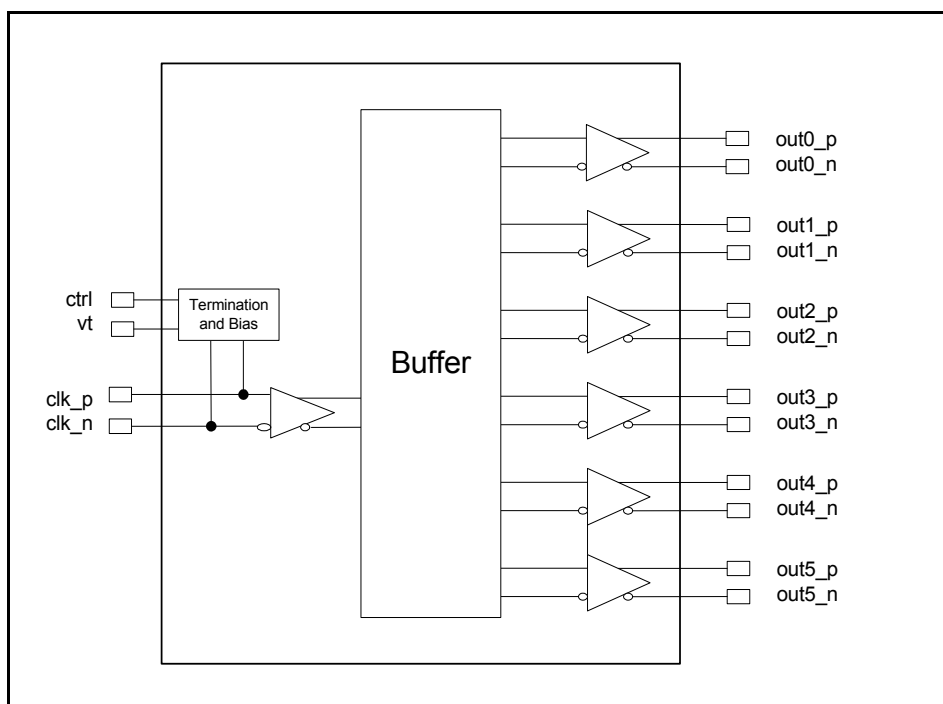 out0_p
out0_n
out1_p
out1_n
ctrl
vt
Termination
and Bias
out2_p
out2_n
Buffer
clk_p
clk_n
out3_p
out3_n
out4_p
out4_n
out5_p
out5_n